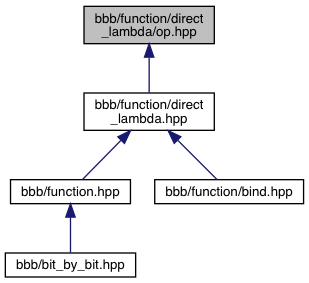 bbb/function/direct
_lambda/op.hpp
bbb/function/direct
_lambda.hpp
bbb/function.hpp
bbb/function/bind.hpp
bbb/bit_by_bit.hpp